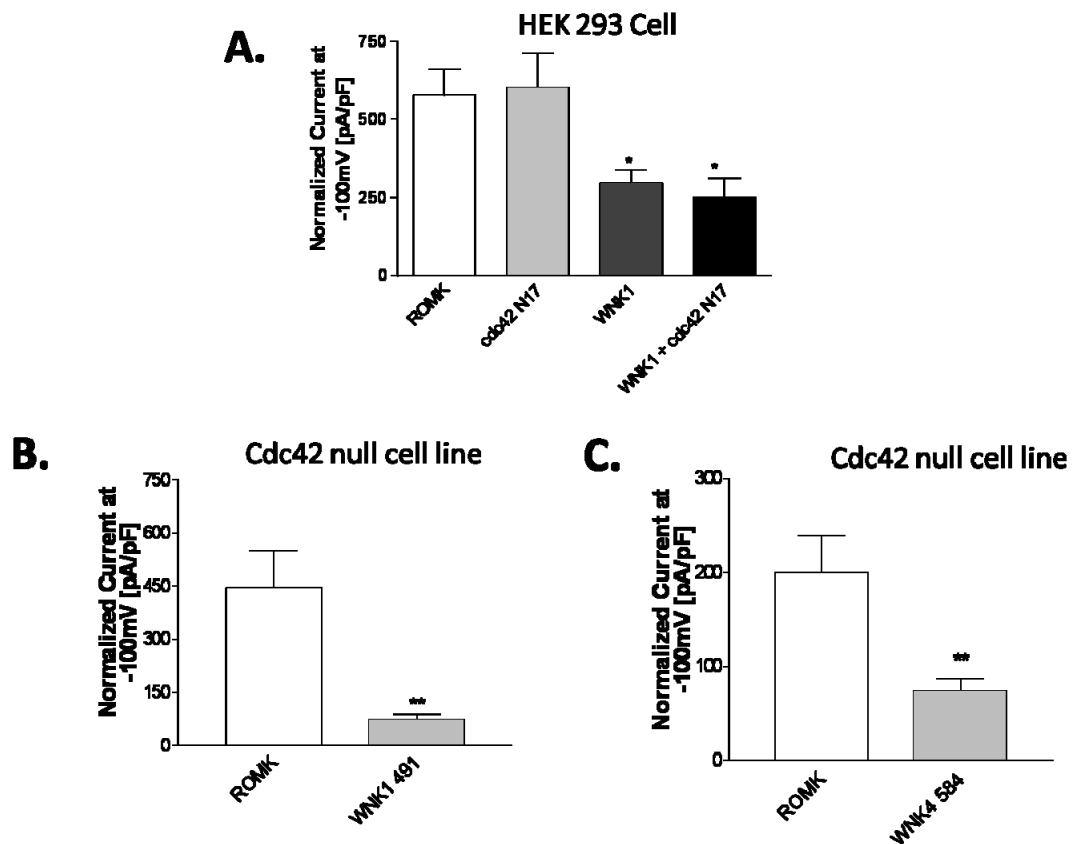 A.
HEK 293 Cell
Normalized Current at
-100mV [pA/pF]
750
500
250
0
ROMK
cdc42 N17
WNK1
WNK1 + cdc42 N17
*
*
B.
Cdc42 null cell line
Normalized Current at
-100mV [pA/pF]
750
600
450
300
150
0
**
ROMK
WNK1 491
C.
Cdc42 null cell line
Normalized Current at
-100mV [pA/pF]
300
200
100
0
**
ROMK
WNK4 584